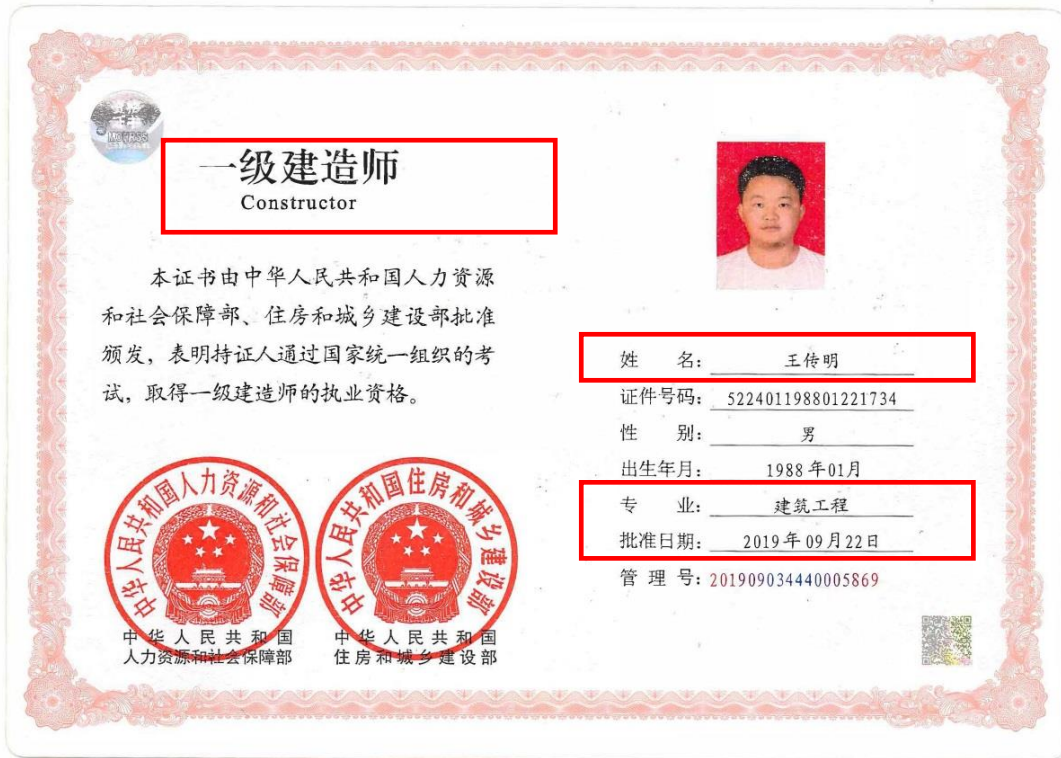 资格
证书
MOHRSS
一级建造师
Constructor
本证书由中华人民共和国人力资源
和社会保障部、住房和城乡建设部批准
颁发，表明持证人通过国家统一组织的考
试，取得一级建造师的执业资格。
姓 名： 王传明
证件号码： 522401198801221734
性 别： 男
出生年月： 1988年01月
专 业： 建筑工程
批准日期： 2019年09月22日
管 理 号：201909034440005869
中华人民共和国人力资源和社会保障部
中华人民共和国住房和城乡建设部
中华人民共和国
人力资源和社会保障部
中华人民共和国
住房和城乡建设部